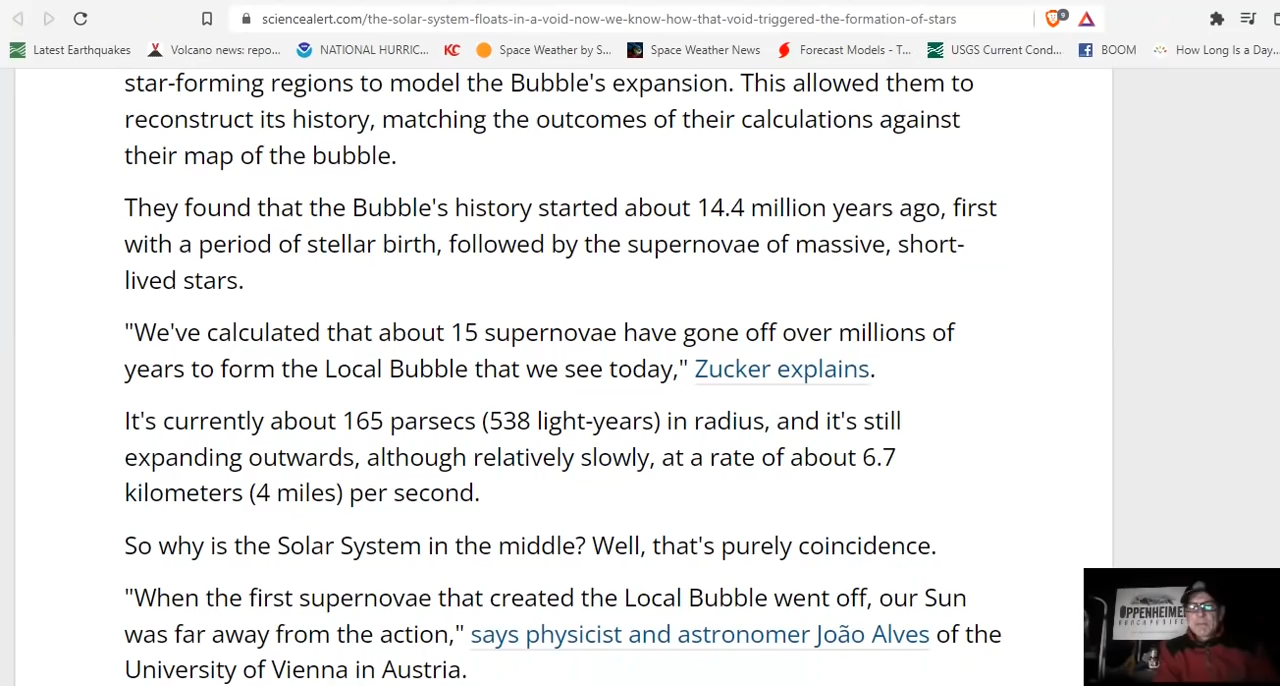 sciencealert.com/the-solar-system-floats-in-a-void-now-we-know-how-that-void-triggered-the-formation-of-stars
9
Latest Earthquakes
Volcano news: repo...
NATIONAL HURRIC...
KC
Space Weather by S...
Space Weather News
Forecast Models - T...
USGS Current Cond...
BOOM
How Long Is a Day...
star-forming regions to model the Bubble's expansion. This allowed them to
reconstruct its history, matching the outcomes of their calculations against
their map of the bubble.
They found that the Bubble's history started about 14.4 million years ago, first
with a period of stellar birth, followed by the supernovae of massive, short-
lived stars.
"We've calculated that about 15 supernovae have gone off over millions of
years to form the Local Bubble that we see today," Zucker explains.
It's currently about 165 parsecs (538 light-years) in radius, and it's still
expanding outwards, although relatively slowly, at a rate of about 6.7
kilometers (4 miles) per second.
So why is the Solar System in the middle? Well, that's purely coincidence.
"When the first supernovae that created the Local Bubble went off, our Sun
was far away from the action," says physicist and astronomer João Alves of the
University of Vienna in Austria.